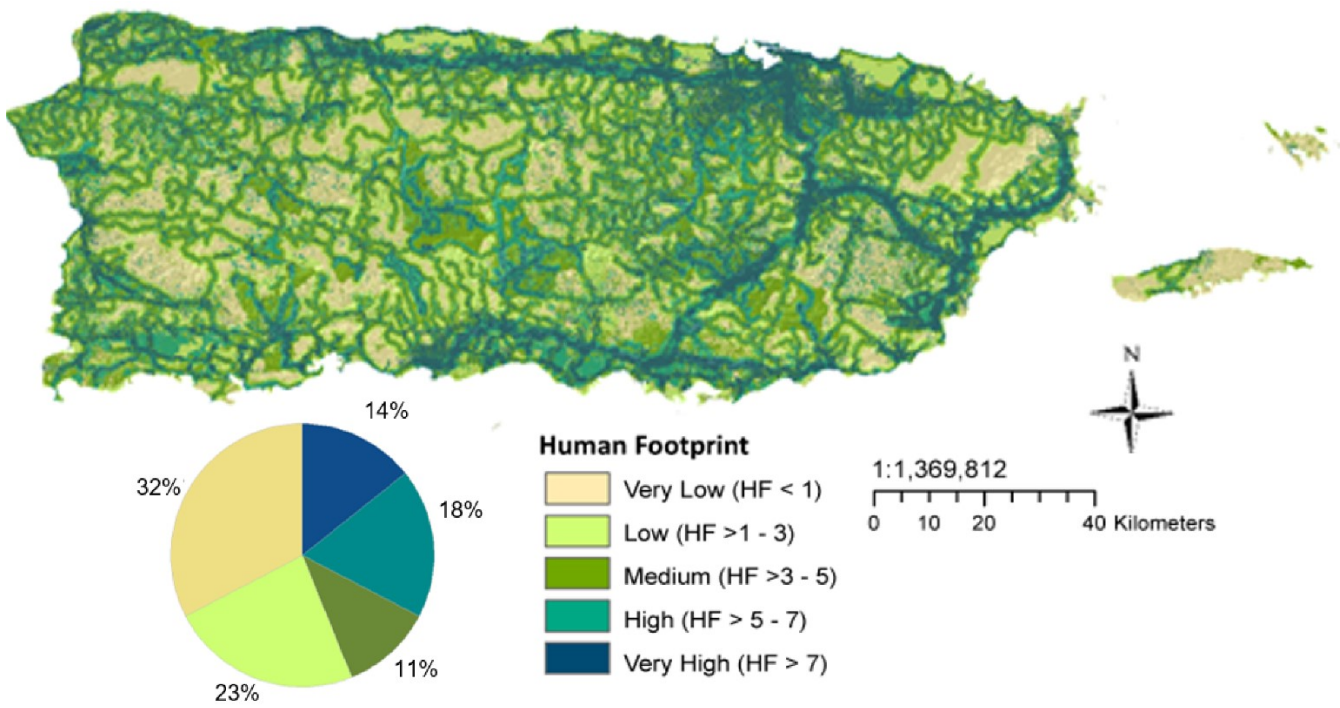 N
14%
32%
18%
11%
23%
Human Footprint
Very Low (HF < 1)
Low (HF >1 - 3)
Medium (HF >3 - 5)
High (HF > 5 - 7)
Very High (HF > 7)
1:1,369,812
0 10 20 40 Kilometers